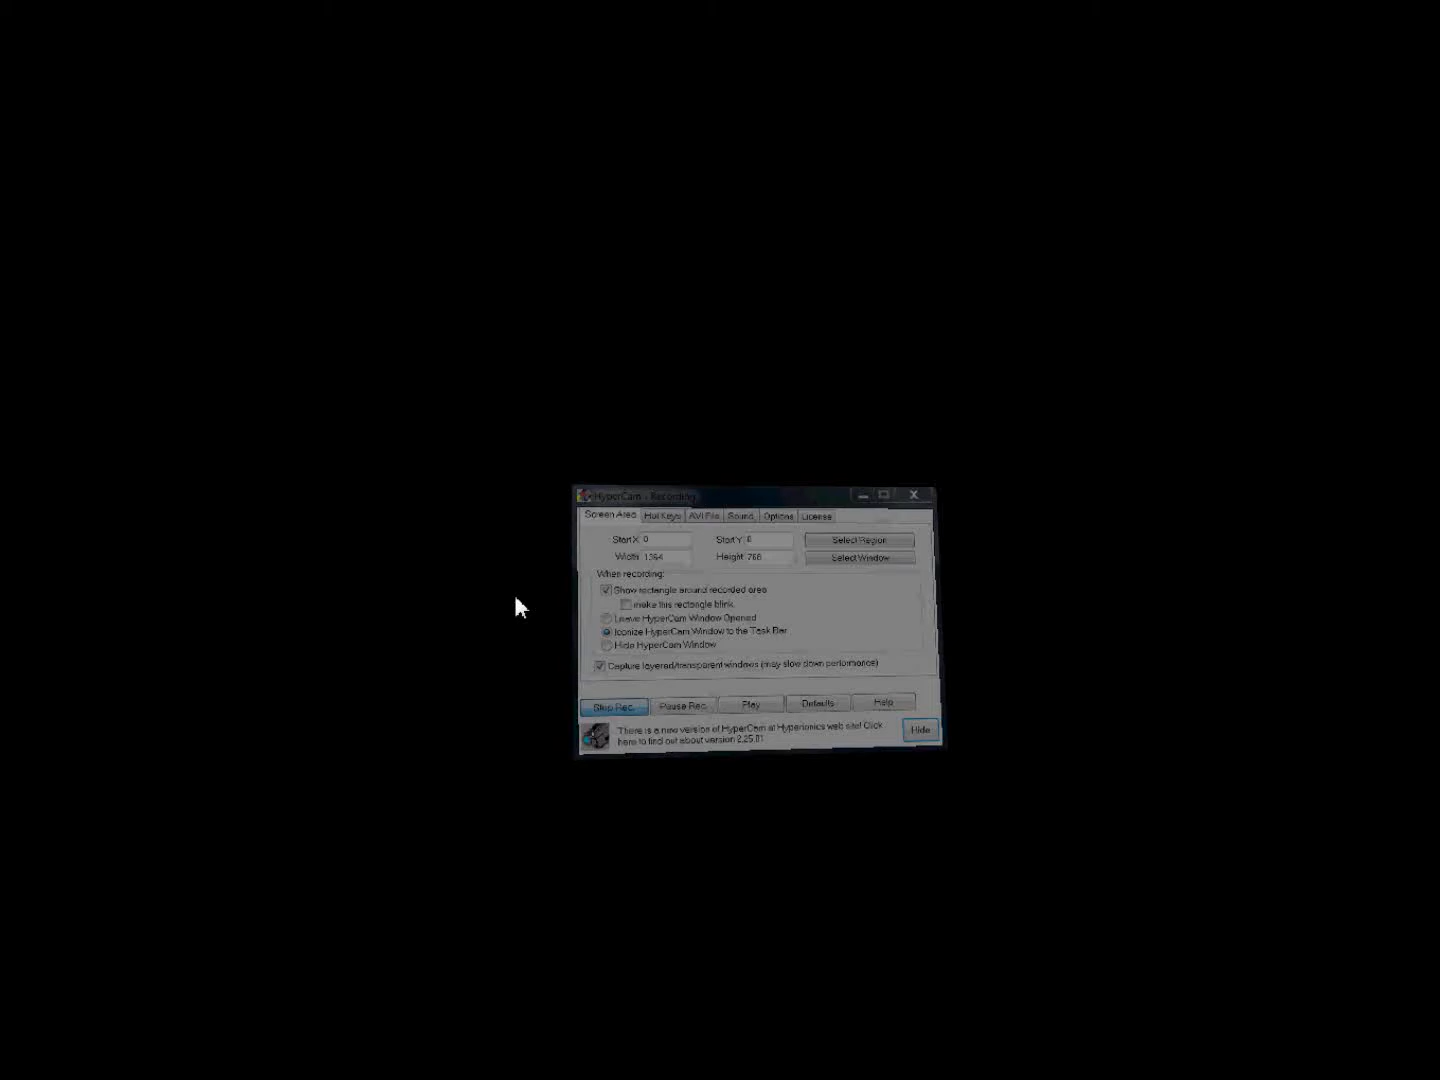 HyperCam - Recording
Screen Area Hot Keys AVI File Sound Options License
Start X 0 Start Y 0 Select Region
Width 1364 Height 766 Select Window
When recording:
Show rectangle around recorded area
make this rectangle blink
Leave HyperCam Window Opened
Iconize HyperCam Window to the Task Bar
Hide HyperCam Window
Capture layered/transparent windows (may slow down performance)
Stop Rec. Pause Rec. Play Defaults Help
There is a new version of HyperCam at Hyperionics web site! Click
here to find out about version 2.25.01 Hide